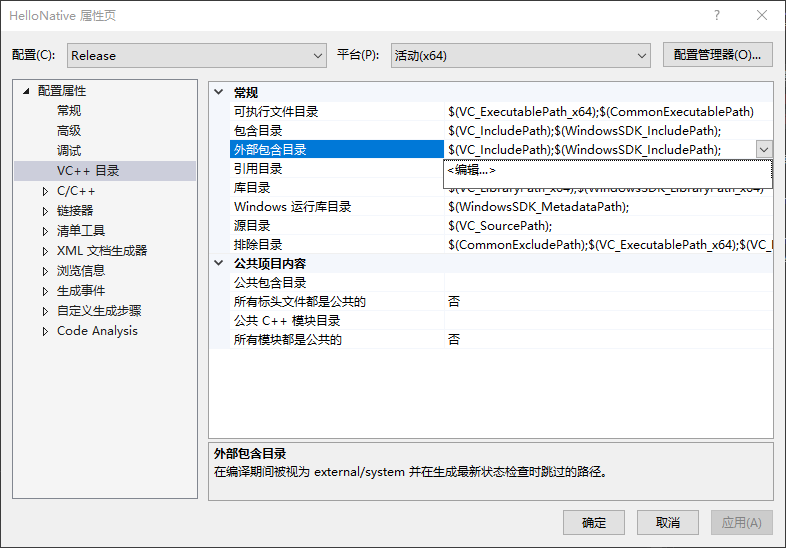 HelloNative 属性页
配置(C): Release 平台(P): 活动(x64) 配置管理器(O)...
配置属性
常规
高级
调试
VC++ 目录
C/C++
链接器
清单工具
XML 文档生成器
浏览信息
生成事件
自定义生成步骤
Code Analysis
常规
可执行文件目录 $(VC_ExecutablePath_x64);$(CommonExecutablePath)
包含目录 $(VC_IncludePath);$(WindowsSDK_IncludePath);
外部包含目录 $(VC_IncludePath);$(WindowsSDK_IncludePath);
引用目录 <编辑...>
库目录 $(VC_LibraryPath_x64);$(WindowsSDK_LibraryPath_x64)
Windows 运行库目录 $(WindowsSDK_MetadataPath);
源目录 $(VC_SourcePath);
排除目录 $(CommonExcludePath);$(VC_ExecutablePath_x64);$(VC_
公共项目内容
公共包含目录
所有标头文件都是公共的 否
公共 C++ 模块目录
所有模块都是公共的 否
外部包含目录
在编译期间被视为 external/system 并在生成最新状态检查时跳过的路径。
确定 取消 应用(A)